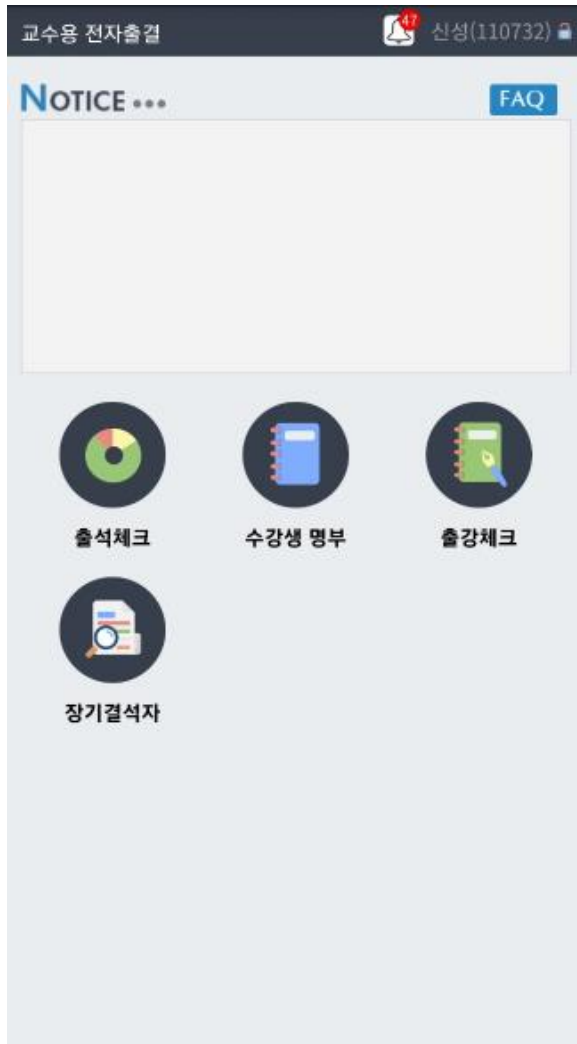 교수용 전자출결
47
신성(110732)
NOTICE
FAQ
출석체크
수강생 명부
출강체크
장기결석자